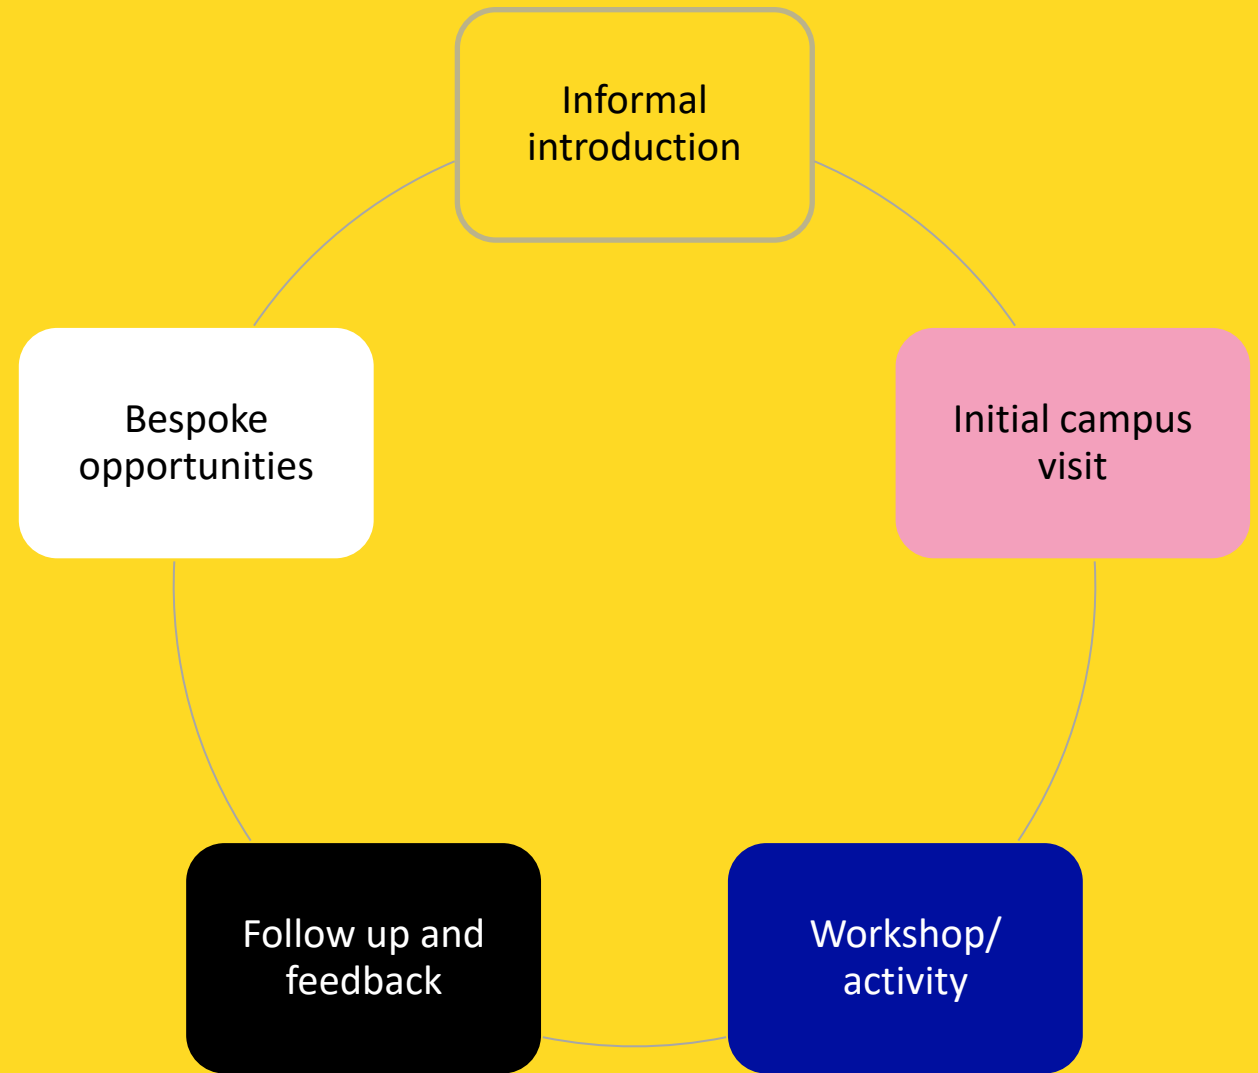 Informal
introduction
Initial campus
visit
Workshop/
activity
Follow up and
feedback
Bespoke
opportunities